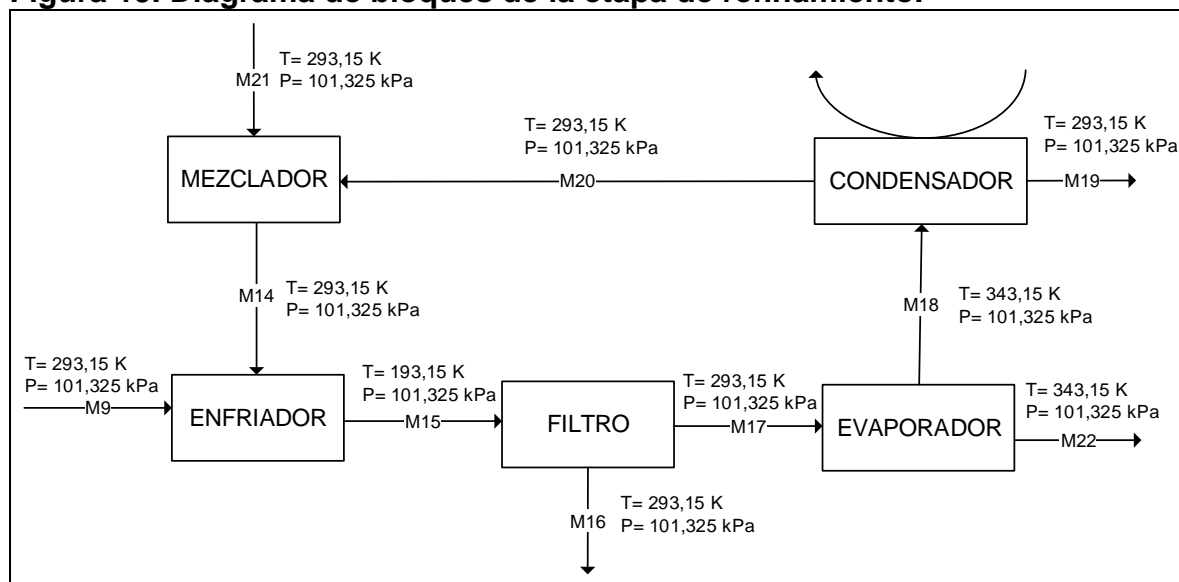 Figura 16. Diagrama de bloques de la etapa de refinamiento.
T= 293,15 K
P= 101,325 kPa
M21
MEZCLADOR
T= 293,15 K
P= 101,325 kPa
M20
CONDENSADOR
T= 293,15 K
P= 101,325 kPa
M19
M14
T= 293,15 K
P= 101,325 kPa
M18
T= 343,15 K
P= 101,325 kPa
T= 293,15 K
P= 101,325 kPa
M9
ENFRIADOR
T= 193,15 K
P= 101,325 kPa
M15
FILTRO
T= 293,15 K
P= 101,325 kPa
M17
EVAPORADOR
T= 343,15 K
P= 101,325 kPa
M22
M16
T= 293,15 K
P= 101,325 kPa